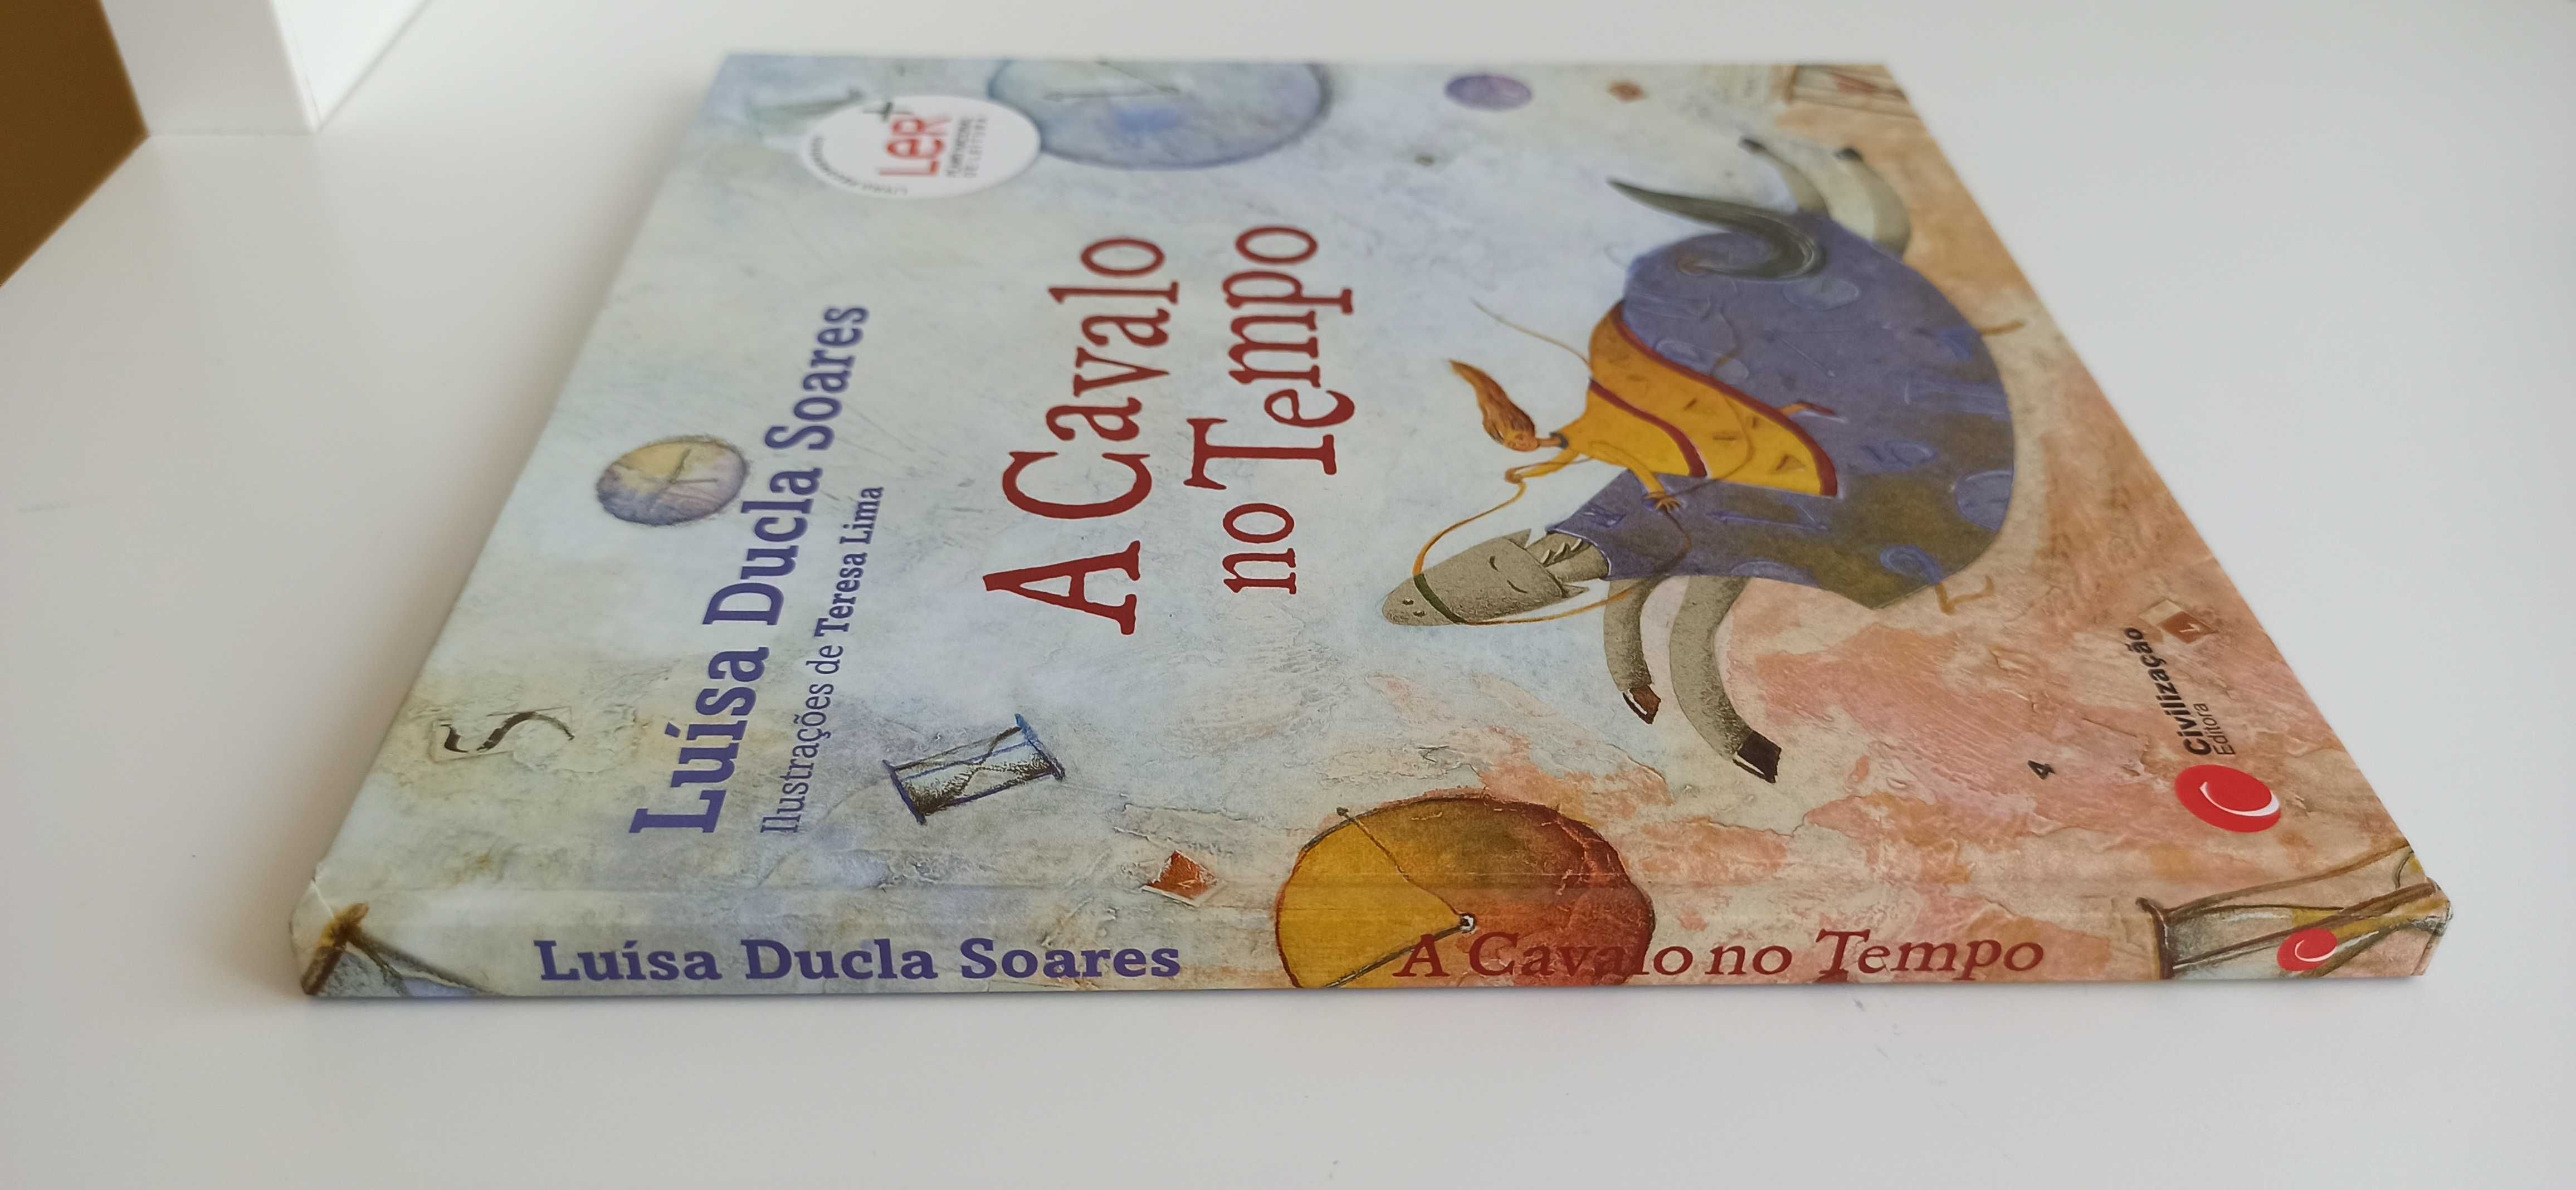 Luísa Ducla Soares
Ilustrações de Teresa Lima
LeR+
A Cavalo
no Tempo
Civilização
Editora
Luísa Ducla Soares
A Cavalo no Tempo